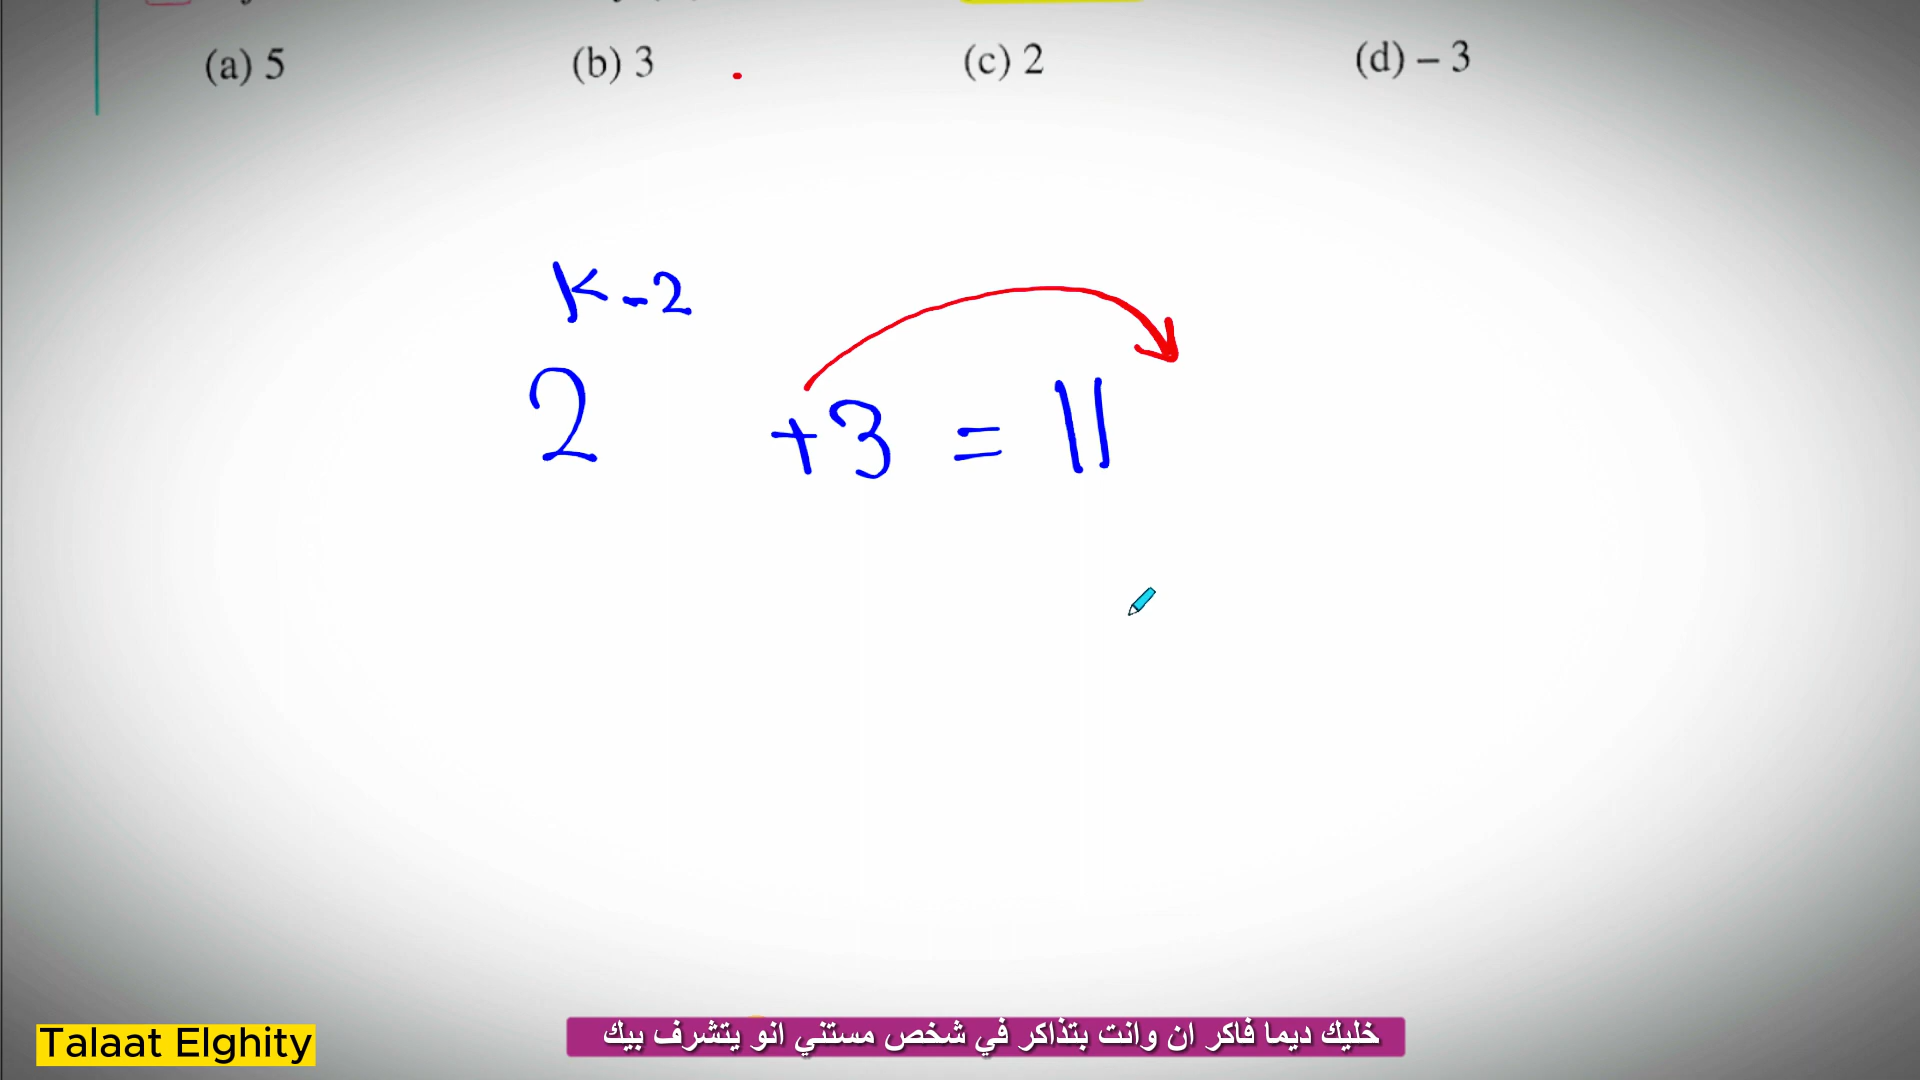 (a) 5 (b) 3 (c) 2 (d) – 3
K-2
2 +3 = 11
Talaat Elghity
خليك ديما فاكر ان وانت بتذاكر في شخص مستني انو يتشرف بيك